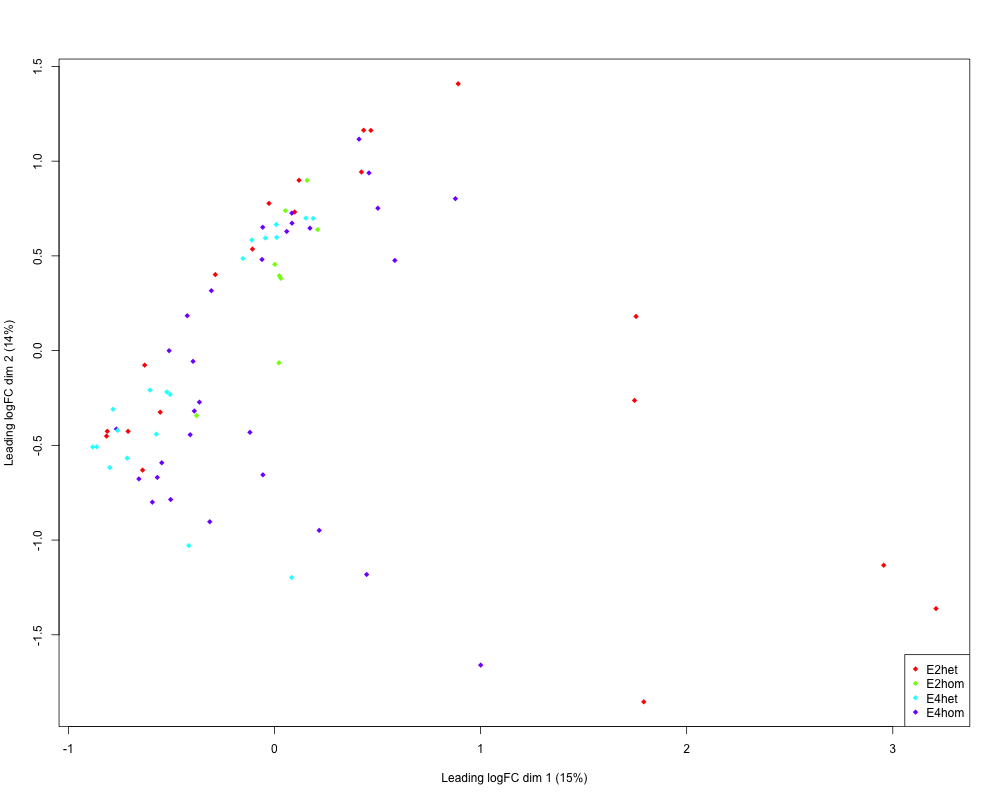 1.5
1.0
0.5
0.0
-0.5
-1.0
-1.5
Leading logFC dim 2 (14%)
-1 0 1 2 3
Leading logFC dim 1 (15%)
E2het
E2hom
E4het
E4hom